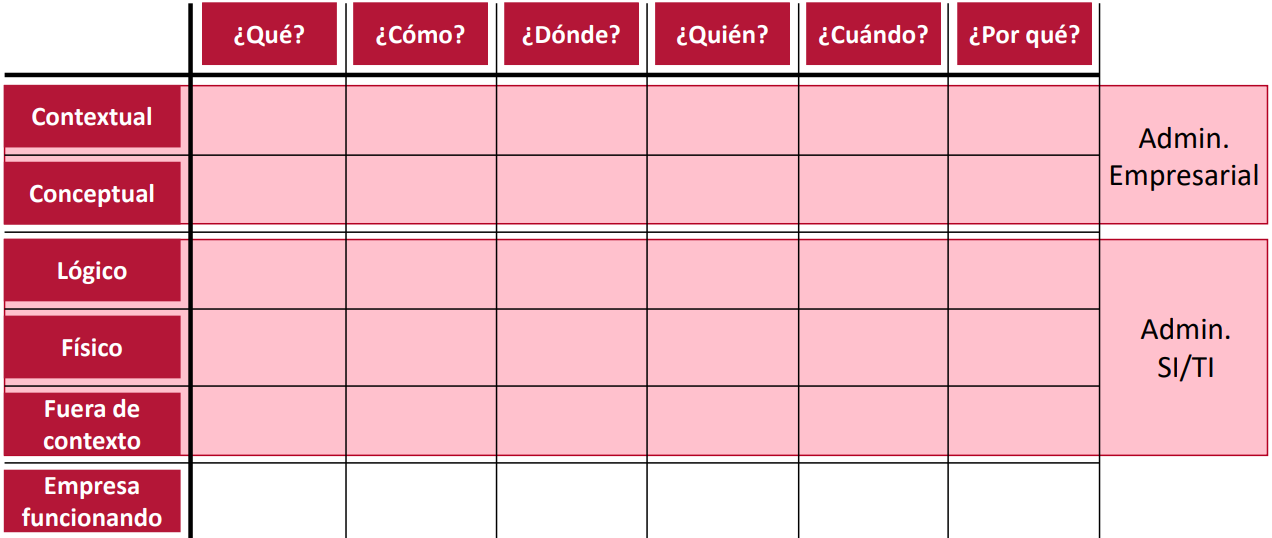 ¿Qué? ¿Cómo? ¿Dónde? ¿Quién? ¿Cuándo? ¿Por qué?
Contextual
Conceptual
Admin.
Empresarial
Lógico
Físico
Fuera de
contexto
Admin.
SI/TI
Empresa
funcionando